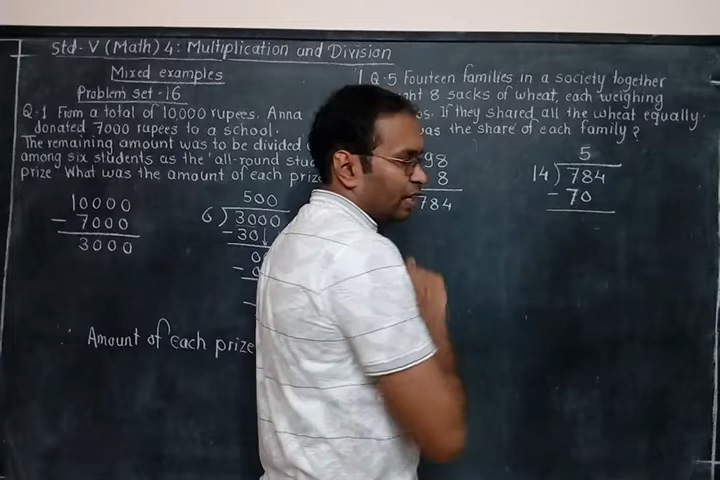 Std-V (Math) 4: Multiplication and Division
Mixed examples
Problem set-16
Q.1 From a total of 10,000 rupees, Anna
donated 7000 rupees to a school.
The remaining amount was to be divided
among six students as the 'all-round
prize' What was the amount of each
10000
- 7000
3000
500
6) 3000
-30↓
0
-
Amount of each prize
Q.5 Fourteen families in a society together
8 sacks of wheat, each weighing
If they shared all the wheat equally
was the share of each family?
98
8
784
5
14) 784
- 70